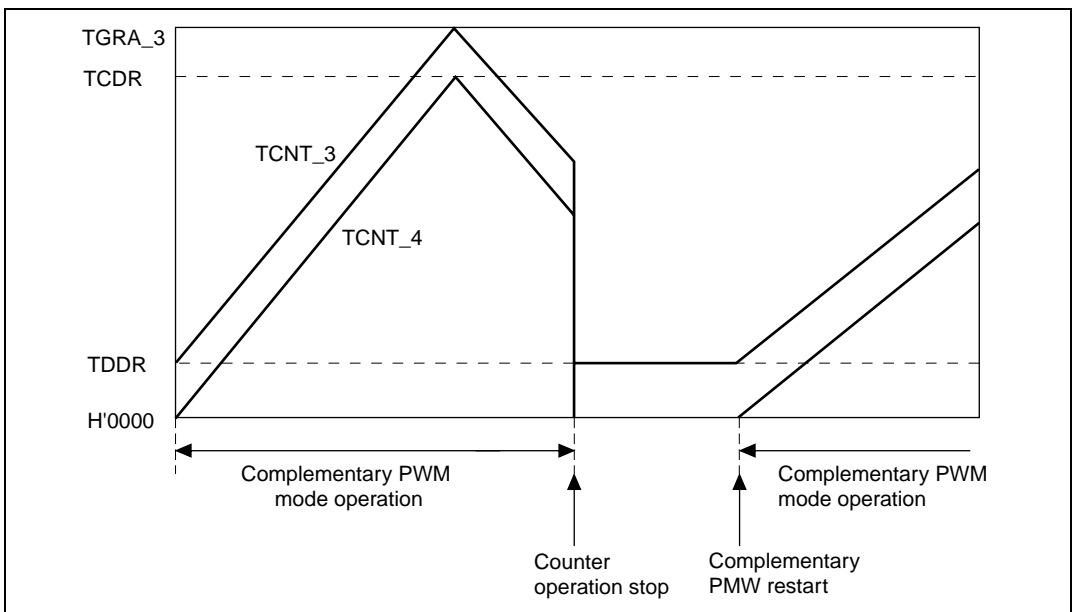 TGRA_3
TCDR
TCNT_3
TCNT_4
TDDR
H'0000
Complementary PWM
mode operation
Complementary PWM
mode operation
Counter
operation stop
Complementary
PMW restart